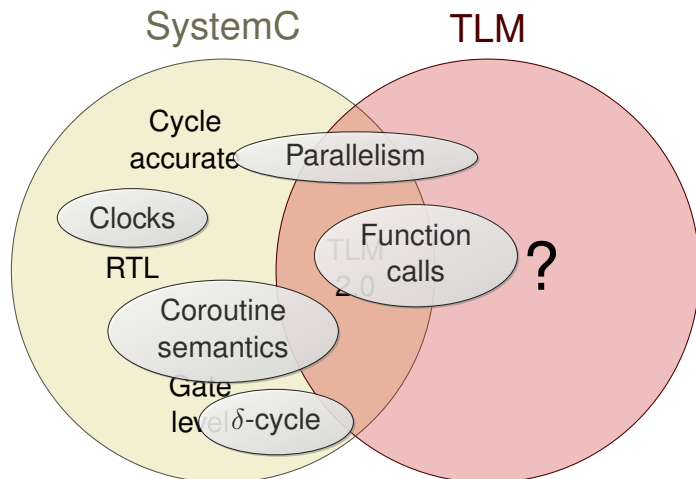 SystemC
TLM
Cycle
accurate
Parallelism
Clocks
Function
calls
TLM
2.0
?
RTL
Coroutine
semantics
Gate
level
δ-cycle